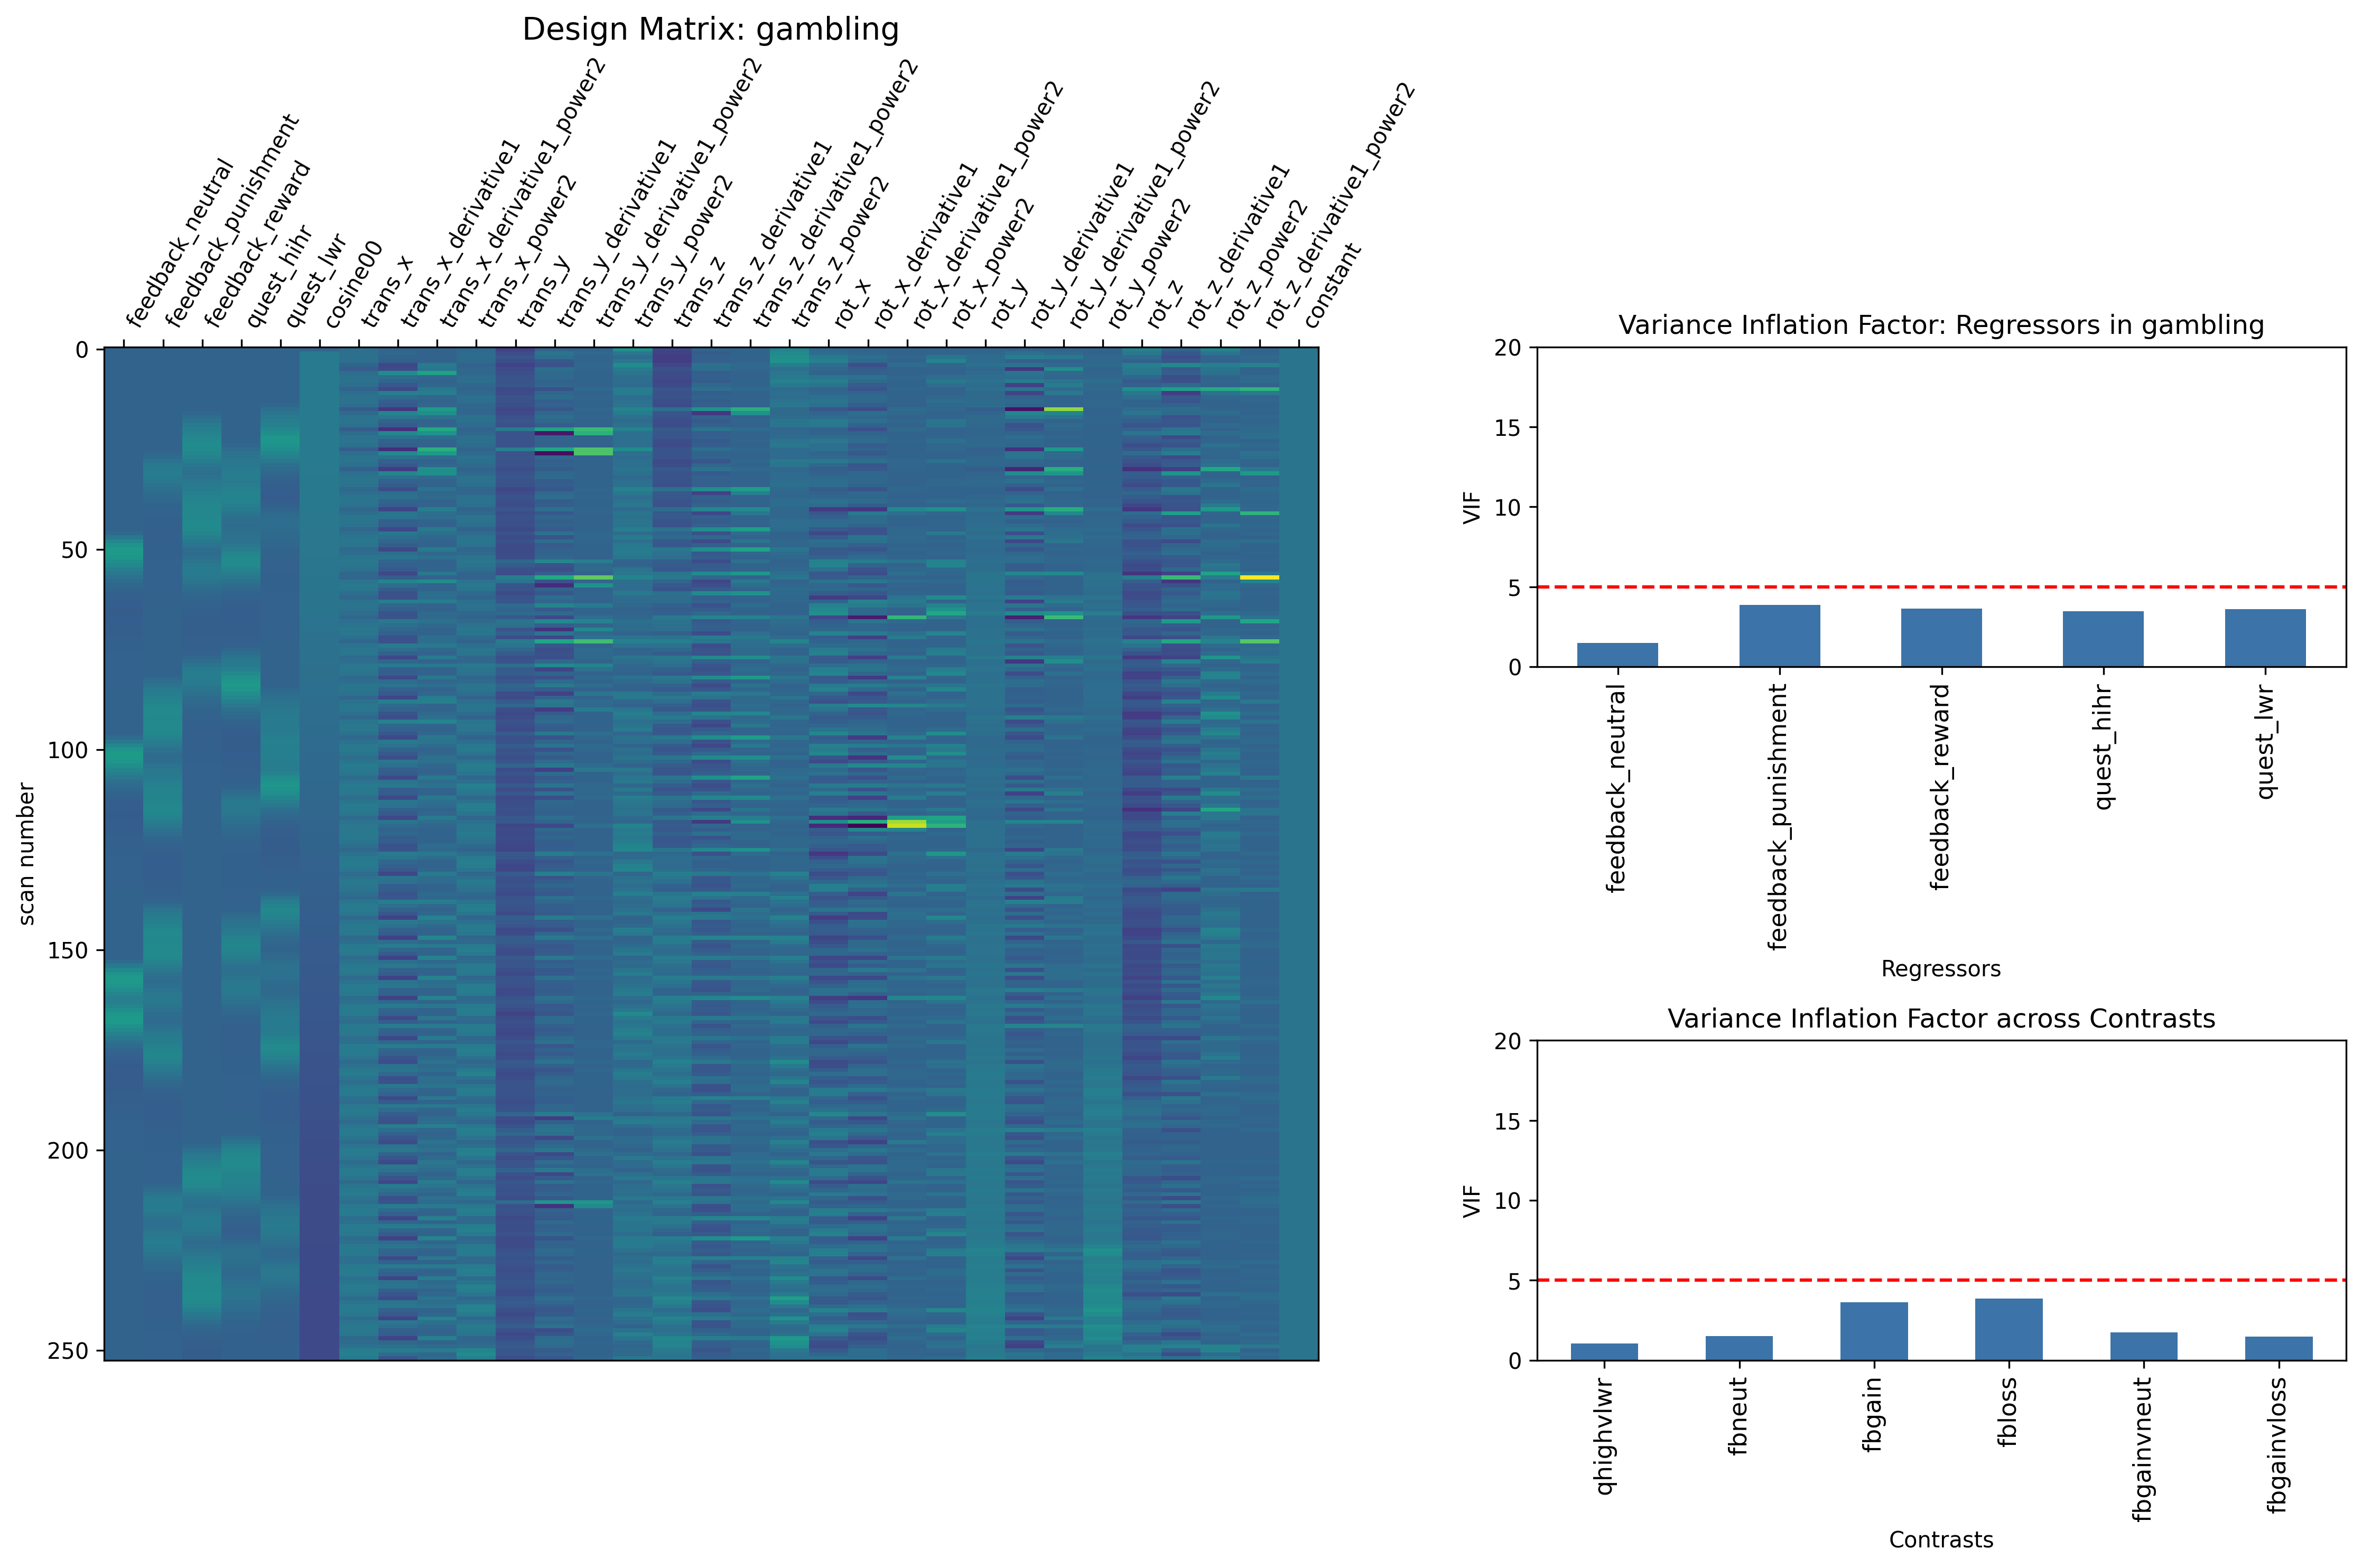 Design Matrix: gambling
feedback_neutral
feedback_punishment
feedback_reward
quest_hihr
quest_lwr
cosine00
trans_x
trans_x_derivative1
trans_x_derivative1_power2
trans_x_power2
trans_y
trans_y_derivative1
trans_y_derivative1_power2
trans_y_power2
trans_z
trans_z_derivative1
trans_z_derivative1_power2
trans_z_power2
rot_x
rot_x_derivative1
rot_x_derivative1_power2
rot_x_power2
rot_y
rot_y_derivative1
rot_y_derivative1_power2
rot_y_power2
rot_z
rot_z_derivative1
rot_z_power2
rot_z_derivative1_power2
constant
scan number
0
50
100
150
200
250
Variance Inflation Factor: Regressors in gambling
VIF
20
15
10
5
0
feedback_neutral
feedback_punishment
feedback_reward
quest_hihr
quest_lwr
Regressors
Variance Inflation Factor across Contrasts
VIF
20
15
10
5
0
qhighvlwr
fbneut
fbgain
fbloss
fbgainvneut
fbgainvloss
Contrasts